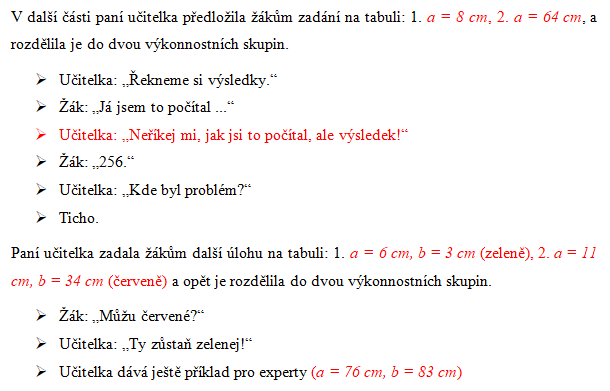 V další části paní učitelka předložila žákům zadání na tabuli: 1. a = 8 cm, 2. a = 64 cm, a
rozdělila je do dvou výkonnostních skupin.
➢ Učitelka: „Řekneme si výsledky.“
➢ Žák: „Já jsem to počítal ...“
➢ Učitelka: „Neříkej mi, jak jsi to počítal, ale výsledek!“
➢ Žák: „256.“
➢ Učitelka: „Kde byl problém?“
➢ Ticho.
Paní učitelka zadala žákům další úlohu na tabuli: 1. a = 6 cm, b = 3 cm (zeleně), 2. a = 11
cm, b = 34 cm (červeně) a opět je rozdělila do dvou výkonnostních skupin.
➢ Žák: „Můžu červené?“
➢ Učitelka: „Ty zůstaň zelenej!“
➢ Učitelka dává ještě příklad pro experty (a = 76 cm, b = 83 cm)